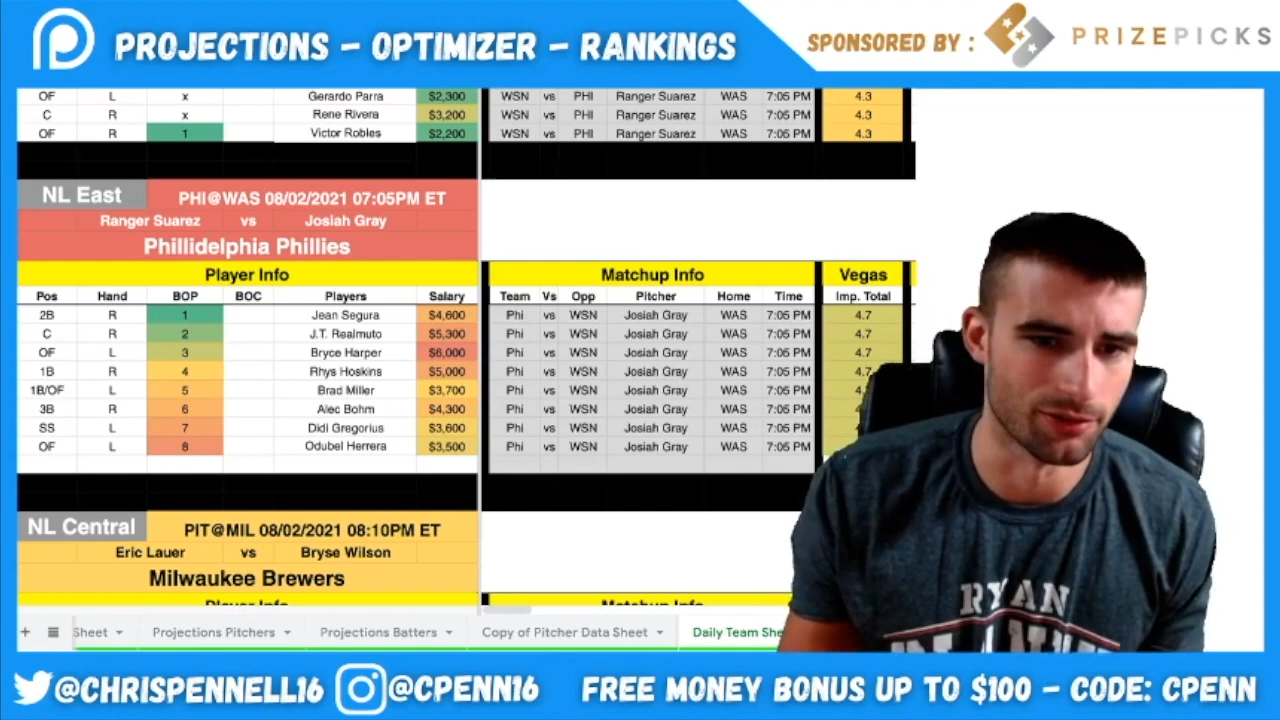 PROJECTIONS – OPTIMIZER – RANKINGS
SPONSORED BY : PRIZEPICKS
OF L x Gerardo Parra $2,300 WSN vs PHI Ranger Suarez WAS 7:05 PM 4.3
C R x Rene Rivera $3,200 WSN vs PHI Ranger Suarez WAS 7:05 PM 4.3
OF R 1 Victor Robles $2,200 WSN vs PHI Ranger Suarez WAS 7:05 PM 4.3
NL East PHI@WAS 08/02/2021 07:05PM ET
Ranger Suarez vs Josiah Gray
Phillidelphia Phillies
Player Info Matchup Info Vegas
Pos Hand BOP BOC Players Salary Team Vs Opp Pitcher Home Time Imp. Total
2B R 1 Jean Segura $4,600 Phi vs WSN Josiah Gray WAS 7:05 PM 4.7
C R 2 J.T. Realmuto $5,300 Phi vs WSN Josiah Gray WAS 7:05 PM 4.7
OF L 3 Bryce Harper $6,000 Phi vs WSN Josiah Gray WAS 7:05 PM 4.7
1B R 4 Rhys Hoskins $5,000 Phi vs WSN Josiah Gray WAS 7:05 PM 4.7
1B/OF L 5 Brad Miller $3,700 Phi vs WSN Josiah Gray WAS 7:05 PM
3B R 6 Alec Bohm $4,300 Phi vs WSN Josiah Gray WAS 7:05 PM
SS L 7 Didi Gregorius $3,600 Phi vs WSN Josiah Gray WAS 7:05 PM
OF L 8 Odubel Herrera $3,500 Phi vs WSN Josiah Gray WAS 7:05 PM
NL Central PIT@MIL 08/02/2021 08:10PM ET
Eric Lauer vs Bryse Wilson
Milwaukee Brewers
Player Info Matchup Info
Sheet Projections Pitchers Projections Batters Copy of Pitcher Data Sheet Daily Team She
RYAN
@CHRISPENNELL16 @CPENN16 FREE MONEY BONUS UP TO $100 – CODE: CPENN